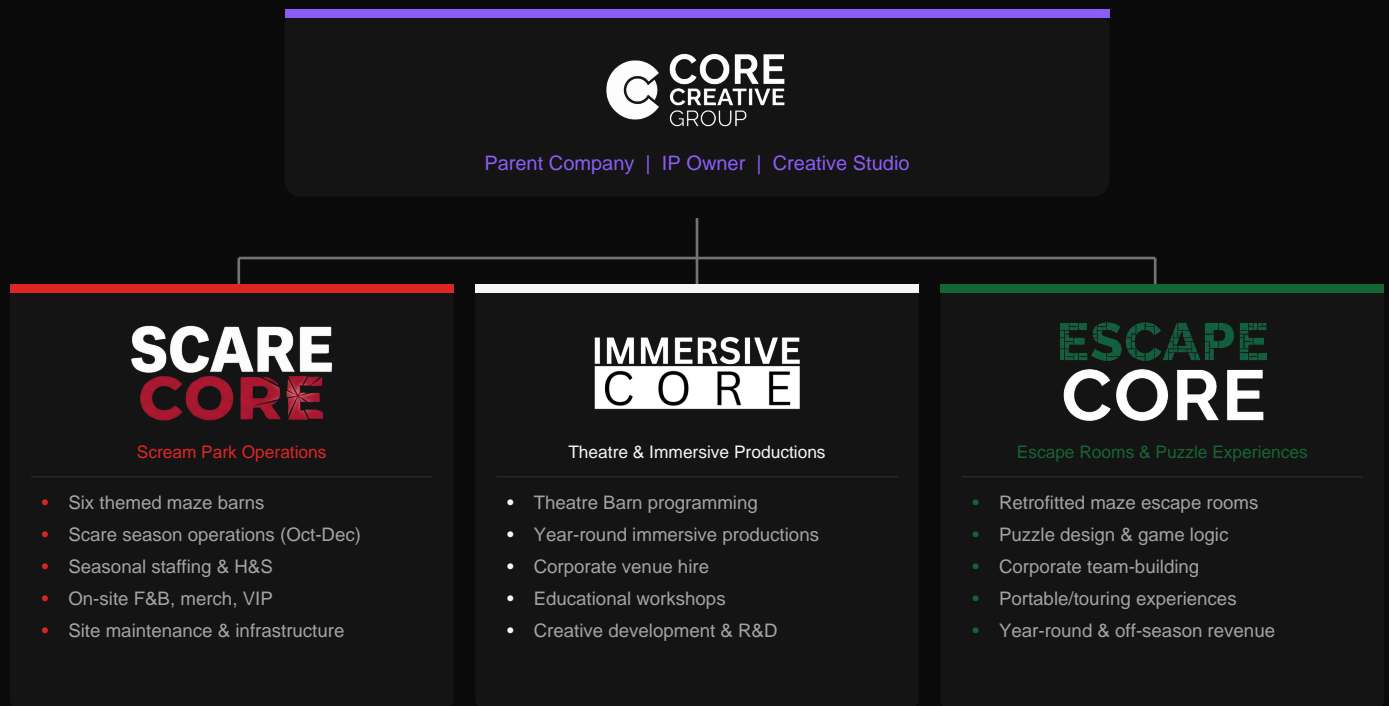 CORE
CREATIVE
GROUP
Parent Company | IP Owner | Creative Studio
SCARE
CORE
Scream Park Operations
• Six themed maze barns
• Scare season operations (Oct-Dec)
• Seasonal staffing & H&S
• On-site F&B, merch, VIP
• Site maintenance & infrastructure
IMMERSIVE
CORE
Theatre & Immersive Productions
• Theatre Barn programming
• Year-round immersive productions
• Corporate venue hire
• Educational workshops
• Creative development & R&D
ESCAPE
CORE
Escape Rooms & Puzzle Experiences
• Retrofitted maze escape rooms
• Puzzle design & game logic
• Corporate team-building
• Portable/touring experiences
• Year-round & off-season revenue